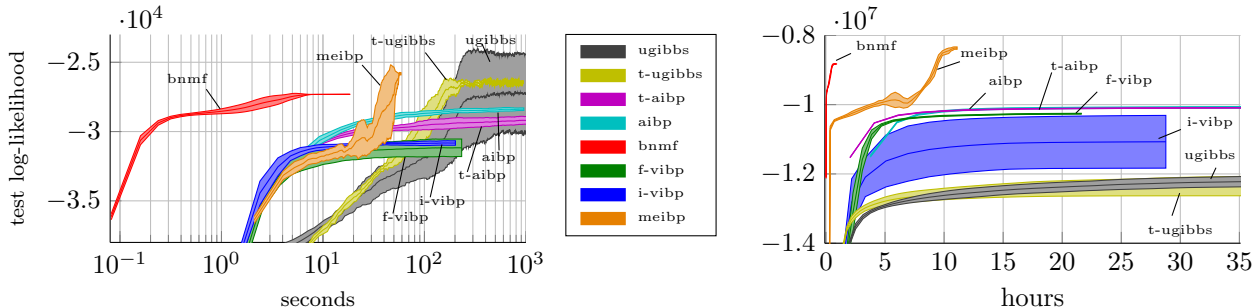 ·10^4
−2.5
−3
−3.5
test log-likelihood
10^−1
10^0
10^1
10^2
10^3
seconds
bnmf
meibp
t-ugibbs
ugibbs
aibp
t-aibp
i-vibp
f-vibp
ugibbs
t-ugibbs
t-aibp
aibp
bnmf
f-vibp
i-vibp
meibp
·10^7
−0.8
−1
−1.2
−1.4
0
5
10
15
20
25
30
35
hours
bnmf
meibp
aibp
t-aibp
f-vibp
i-vibp
ugibbs
t-ugibbs